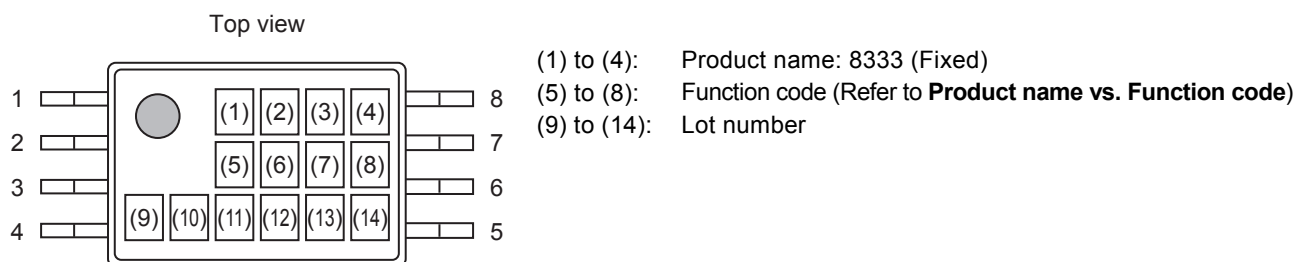 Top view
(1) to (4): Product name: 8333 (Fixed)
(5) to (8): Function code (Refer to Product name vs. Function code)
(9) to (14): Lot number
1 (1) (2) (3) (4) 8
2 7
(5) (6) (7) (8)
3 6
(9) (10) (11) (12) (13) (14)
4 5